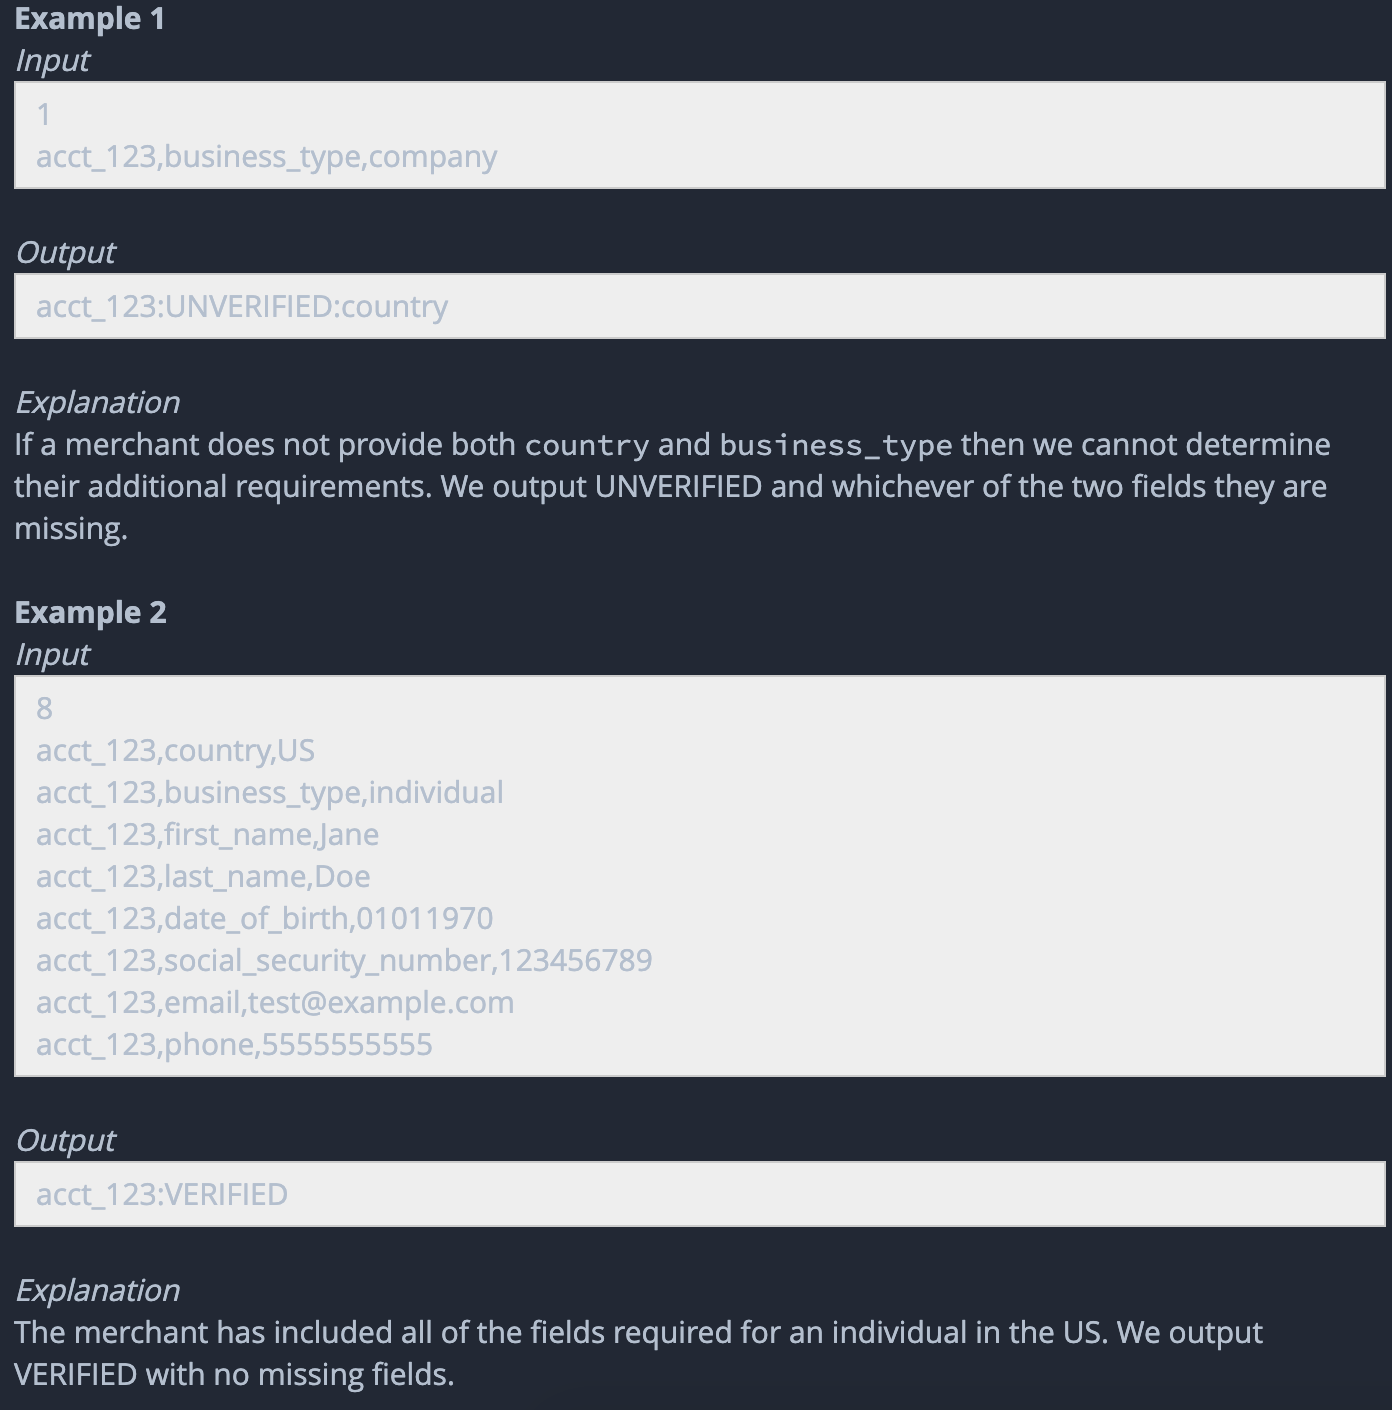 Example 1
Input
1
acct_123,business_type,company
Output
acct_123:UNVERIFIED:country
Explanation
If a merchant does not provide both country and business_type then we cannot determine
their additional requirements. We output UNVERIFIED and whichever of the two fields they are
missing.
Example 2
Input
8
acct_123,country,US
acct_123,business_type,individual
acct_123,first_name,Jane
acct_123,last_name,Doe
acct_123,date_of_birth,01011970
acct_123,social_security_number,123456789
acct_123,email,test@example.com
acct_123,phone,5555555555
Output
acct_123:VERIFIED
Explanation
The merchant has included all of the fields required for an individual in the US. We output
VERIFIED with no missing fields.